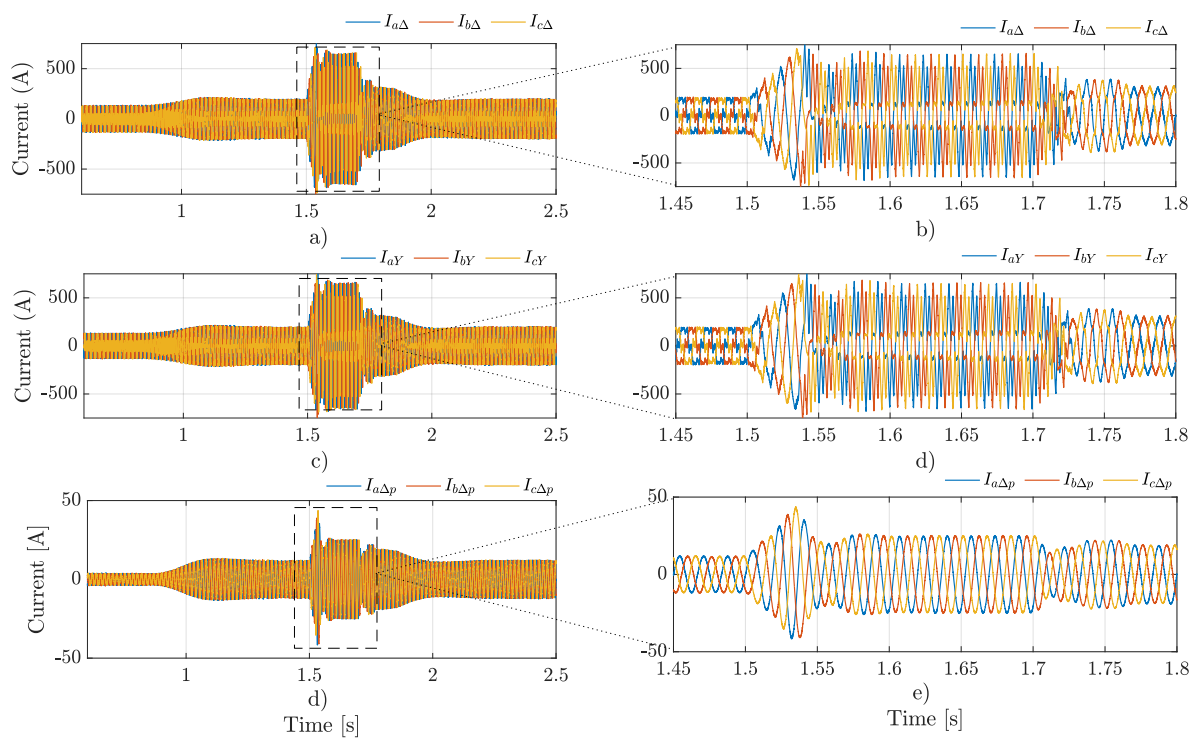 I_{aΔ} I_{bΔ} I_{cΔ}
Current (A)
500
0
-500
1 1.5 2 2.5
a)
I_{aΔ} I_{bΔ} I_{cΔ}
500
0
-500
1.45 1.5 1.55 1.6 1.65 1.7 1.75 1.8
b)
I_{aY} I_{bY} I_{cY}
Current (A)
500
0
-500
1 1.5 2 2.5
c)
I_{aY} I_{bY} I_{cY}
500
0
-500
1.45 1.5 1.55 1.6 1.65 1.7 1.75 1.8
d)
I_{aΔp} I_{bΔp} I_{cΔp}
Current [A]
50
0
-50
1 1.5 2 2.5
d)
Time [s]
I_{aΔp} I_{bΔp} I_{cΔp}
50
0
-50
1.45 1.5 1.55 1.6 1.65 1.7 1.75 1.8
e)
Time [s]